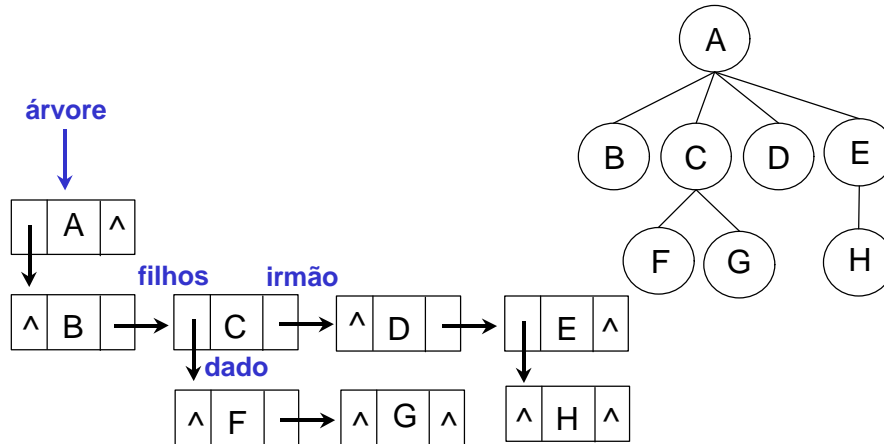 A
árvore
B C D E
A ^
F G H
filhos irmão
^ B C ^ D E ^
dado
^ F ^ G ^ ^ H ^